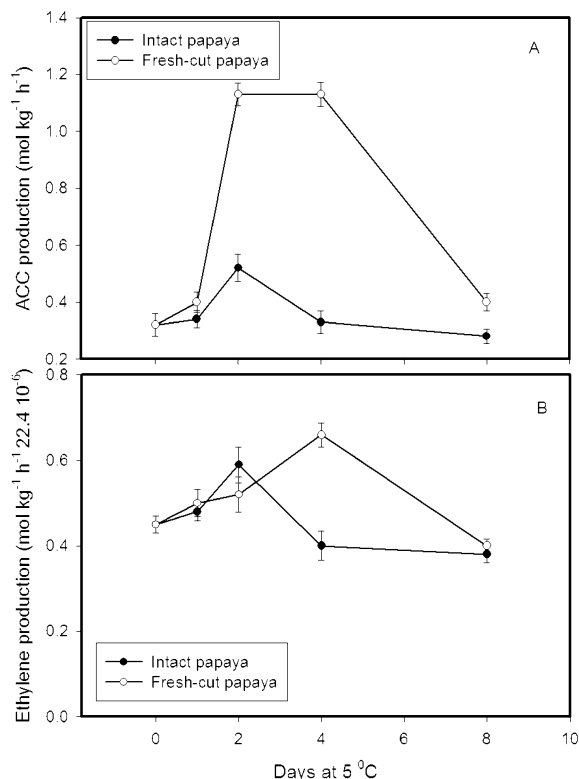 1.4
Intact papaya
Fresh-cut papaya
A
1.2
1.0
0.8
0.6
0.4
0.2
ACC production (mol kg⁻¹ h⁻¹)
0.8
B
0.6
0.4
0.2
0.0
Ethylene production (mol kg⁻¹ h⁻¹ 22.4 10⁻⁶)
Intact papaya
Fresh-cut papaya
0 2 4 6 8 10
Days at 5 ⁰C